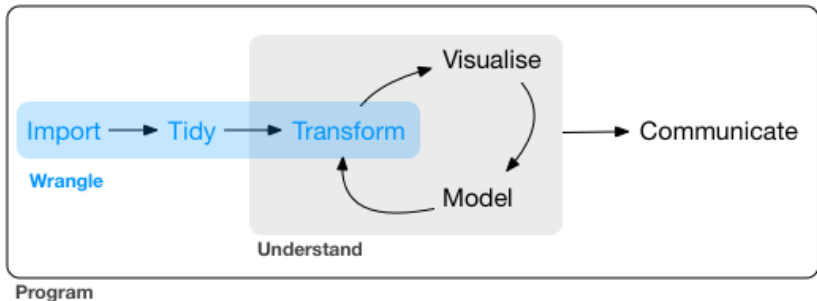 Visualise
Import
Tidy
Transform
Communicate
Wrangle
Model
Understand
Program